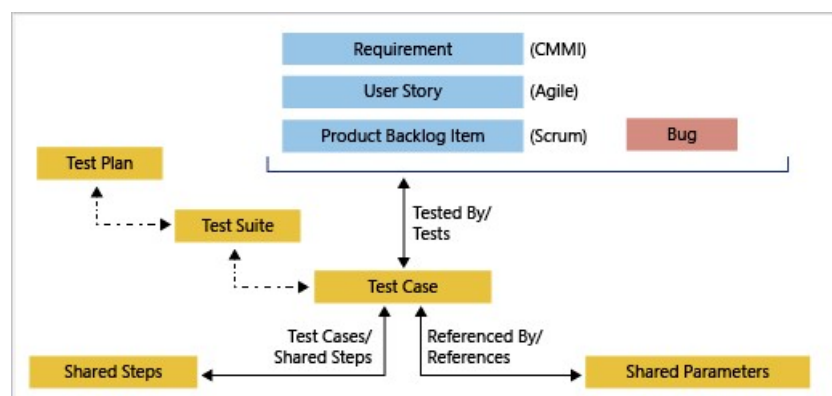 Requirement (CMMI)
User Story (Agile)
Product Backlog Item (Scrum) Bug
Test Plan
Test Suite
Tested By/
Tests
Test Case
Test Cases/
Shared Steps
Referenced By/
References
Shared Steps
Shared Parameters